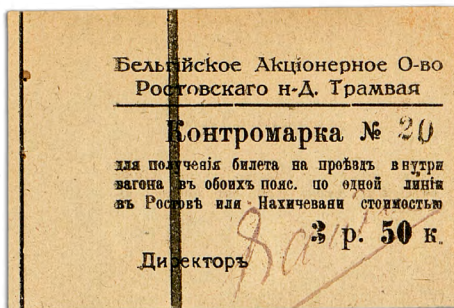 Бельгійское Акціонерное О-во
Ростовскаго н-Д. Трамвая
Контромарка № 20
для полученія билета на проѣздъ внутри
вагона въ обоихъ пояс. по одной линіи
въ Ростовѣ или Нахичевани стоимостью
3 р. 50 к.
Директоръ